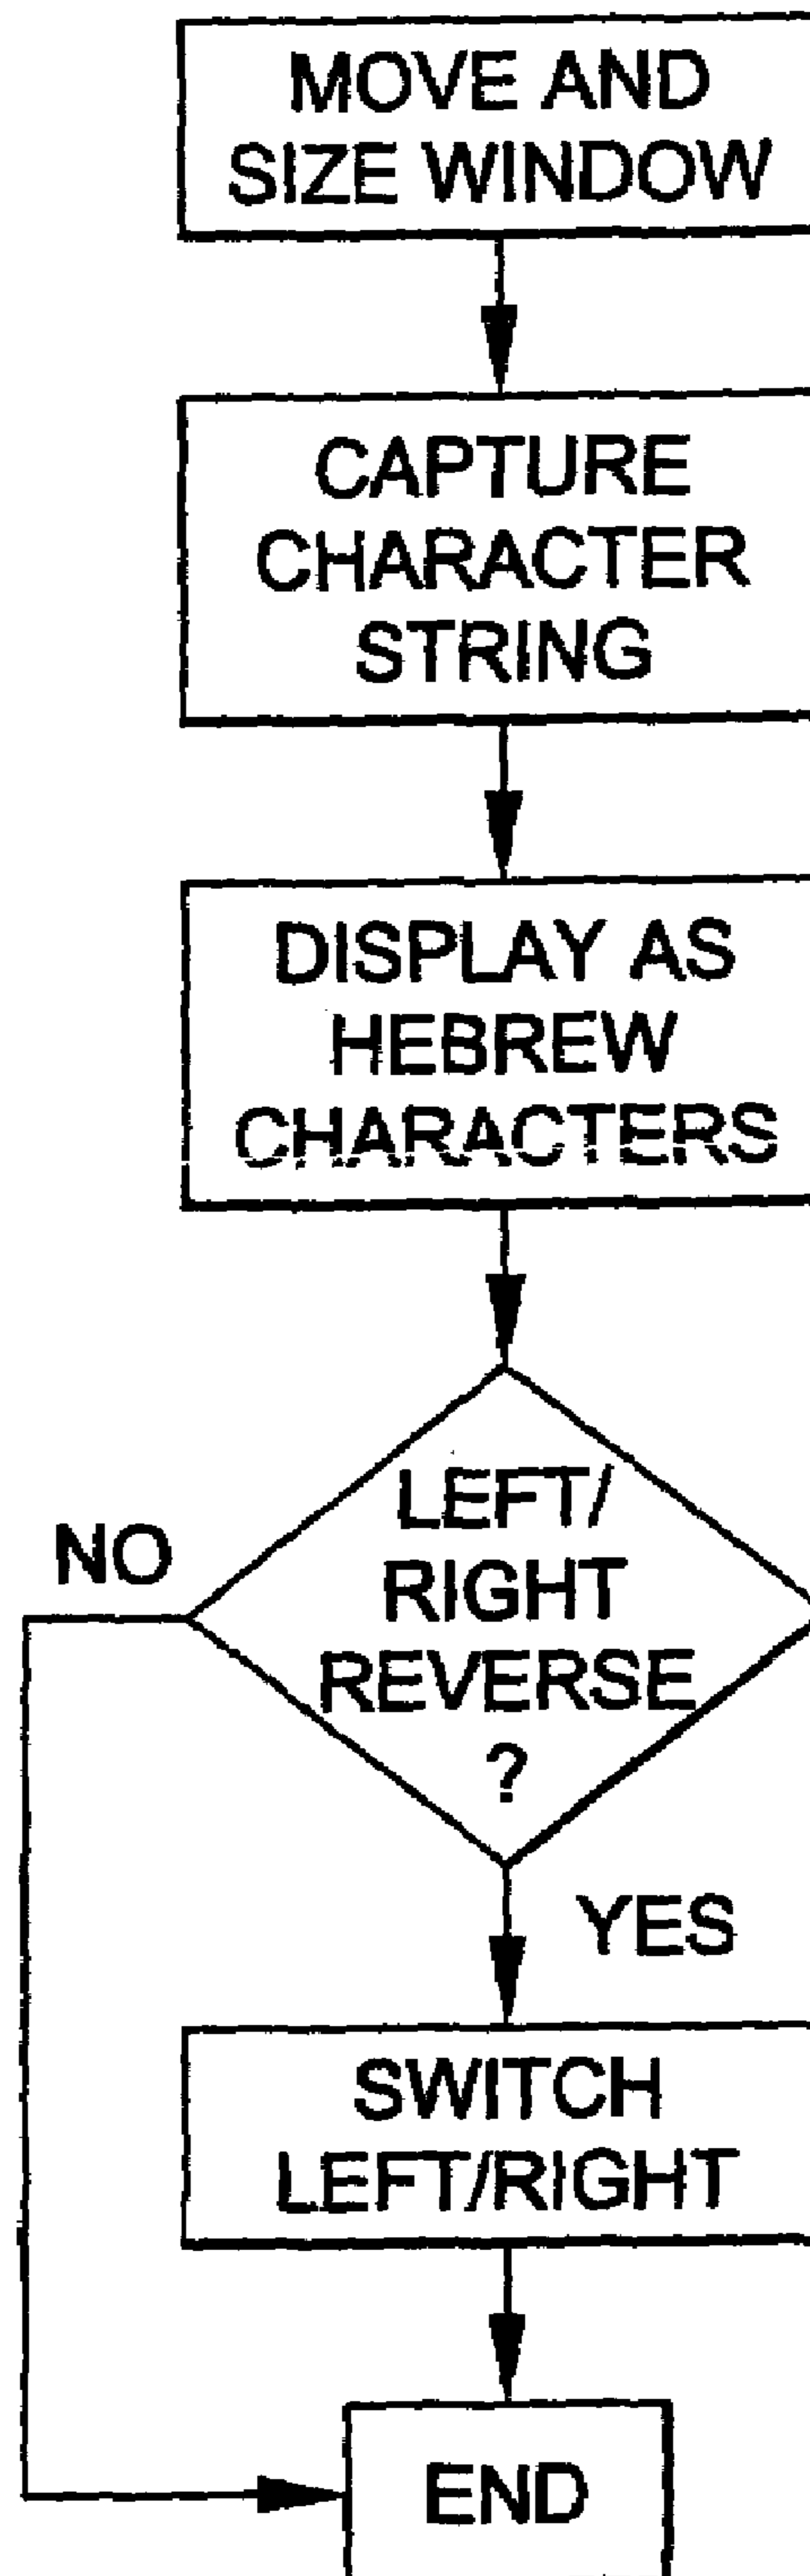 MOVE AND
SIZE WINDOW
CAPTURE
CHARACTER
STRING
DISPLAY AS
HEBREW
CHARACTERS
LEFT/
RIGHT
REVERSE
?
NO
YES
SWITCH
LEFT/RIGHT
END